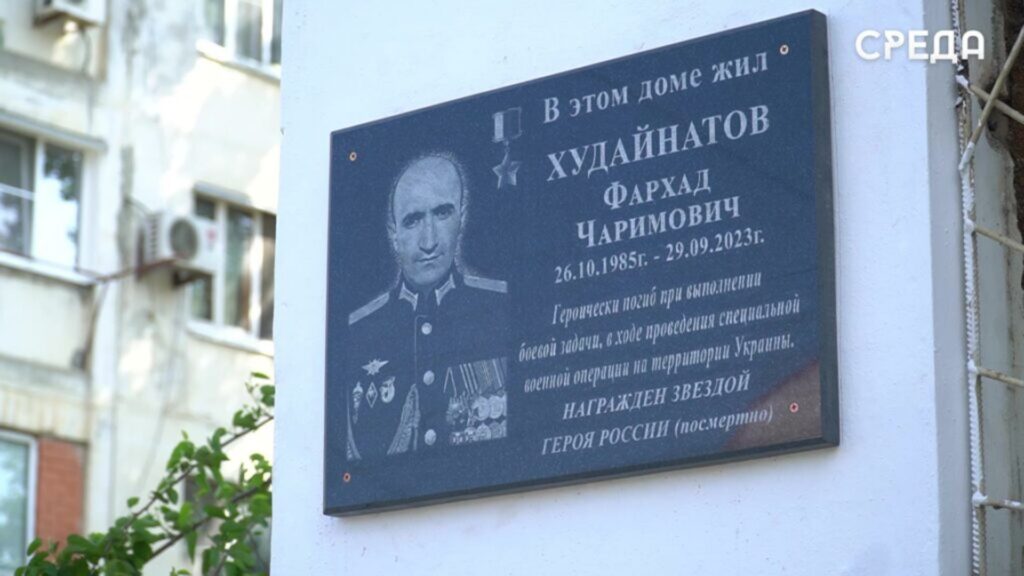 СРЕДА
В этом доме жил
ХУДАЙНАТОВ
ФАРХАД
ЧАРИМОВИЧ
26.10.1985г. - 29.09.2023г.
Героически погиб при выполнении
боевой задачи, в ходе проведения специальной
военной операции на территории Украины.
НАГРАЖДЕН ЗВЕЗДОЙ
ГЕРОЯ РОССИИ (посмертно)